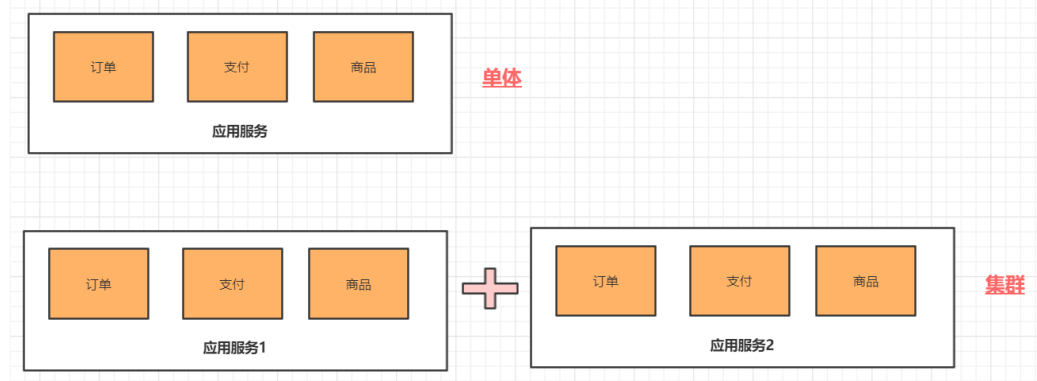 订单 支付 商品
单体
应用服务
订单 支付 商品
订单 支付 商品
集群
应用服务1
应用服务2